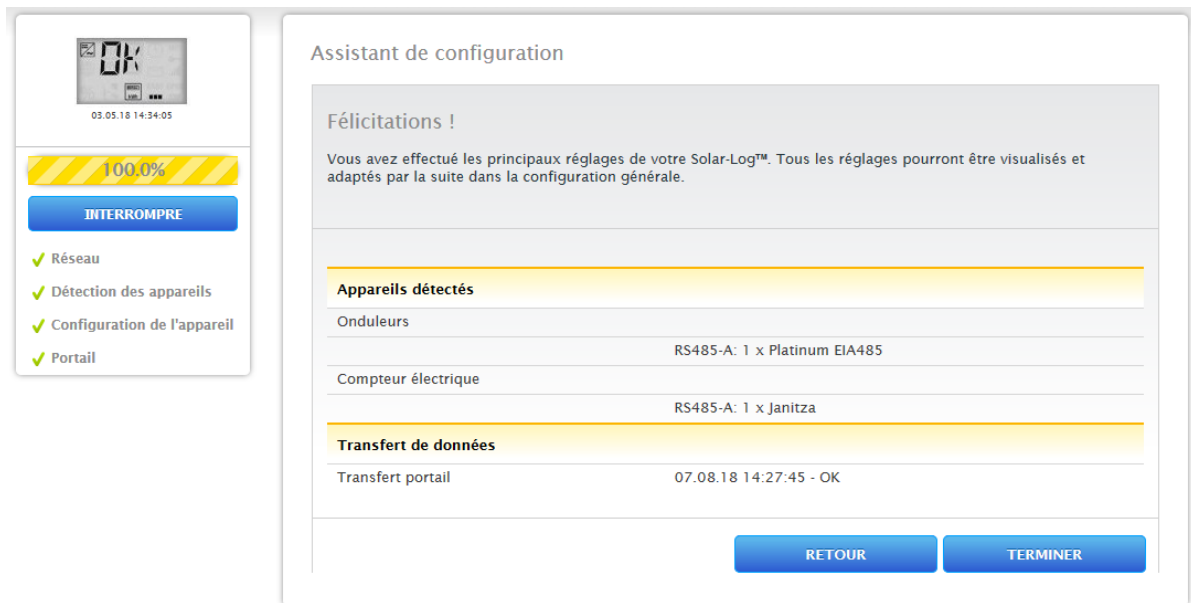 OK
03.05.18 14:34:05
100.0%
INTERROMPRE
Réseau
Détection des appareils
Configuration de l'appareil
Portail
Assistant de configuration
Félicitations !
Vous avez effectué les principaux réglages de votre Solar-Log™. Tous les réglages pourront être visualisés et
adaptés par la suite dans la configuration générale.
Appareils détectés
Onduleurs
RS485-A: 1 x Platinum EIA485
Compteur électrique
RS485-A: 1 x Janitza
Transfert de données
Transfert portail 07.08.18 14:27:45 - OK
RETOUR TERMINER